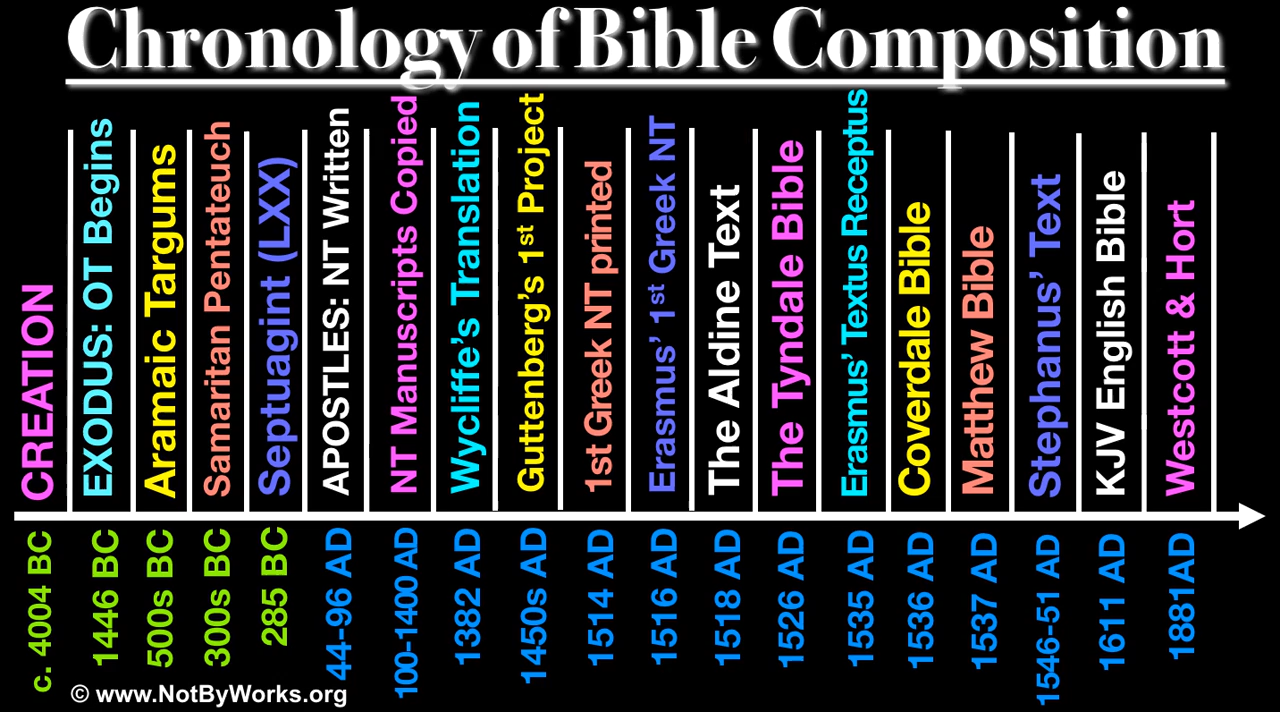 Chronology of Bible Composition
CREATION
EXODUS: OT Begins
Aramaic Targums
Samaritan Pentateuch
Septuagint (LXX)
APOSTLES: NT Written
NT Manuscripts Copied
Wycliffe's Translation
Guttenberg's 1st Project
1st Greek NT printed
Erasmus' 1st Greek NT
The Aldine Text
The Tyndale Bible
Erasmus' Textus Receptus
Coverdale Bible
Matthew Bible
Stephanus' Text
KJV English Bible
Westcott & Hort
c. 4004 BC
1446 BC
500s BC
300s BC
285 BC
44-96 AD
100-1400 AD
1382 AD
1450s AD
1514 AD
1516 AD
1518 AD
1526 AD
1535 AD
1536 AD
1537 AD
1546-51 AD
1611 AD
1881AD
© www.NotByWorks.org